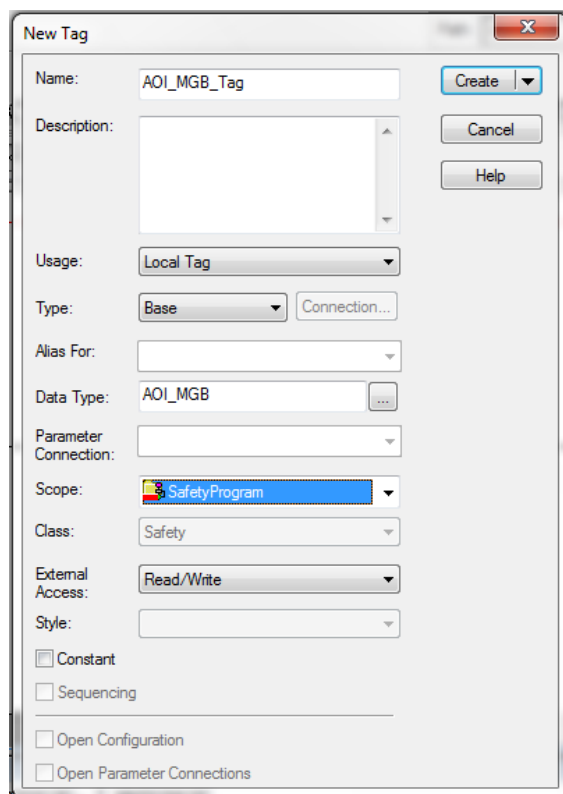 New Tag
Name:
AOI_MGB_Tag
Create
Description:
Cancel
Help
Usage:
Local Tag
Type:
Base
Connection...
Alias For:
Data Type:
AOI_MGB
...
Parameter
Connection:
Scope:
SafetyProgram
Class:
Safety
External
Access:
Read/Write
Style:
Constant
Sequencing
Open Configuration
Open Parameter Connections